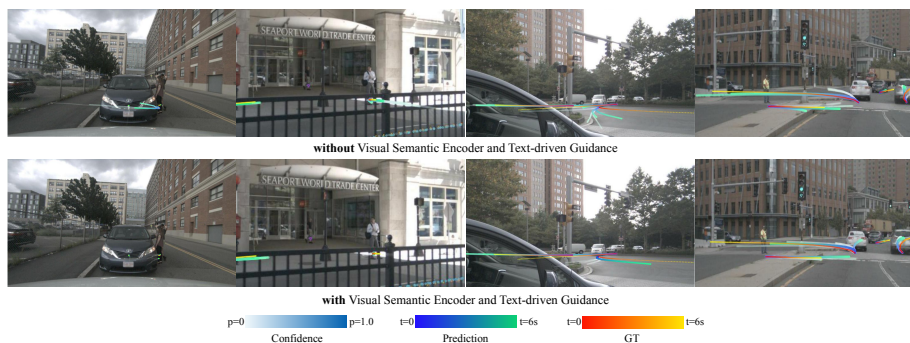 SEAPORT WORLD TRADE CENTER
without Visual Semantic Encoder and Text-driven Guidance
SEAPORT WORLD TRADE CENTER
with Visual Semantic Encoder and Text-driven Guidance
p=0 p=1.0 t=0 t=6s t=0 t=6s
Confidence Prediction GT